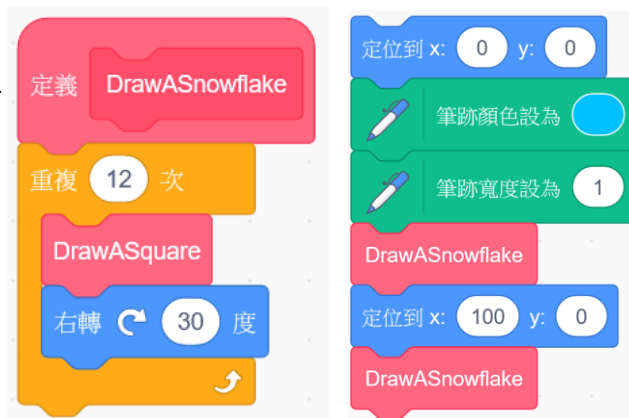 定義 DrawASnowflake
重複 12 次
DrawASquare
右轉 30 度
定位到 x: 0 y: 0
筆跡顏色設為
筆跡寬度設為 1
DrawASnowflake
定位到 x: 100 y: 0
DrawASnowflake